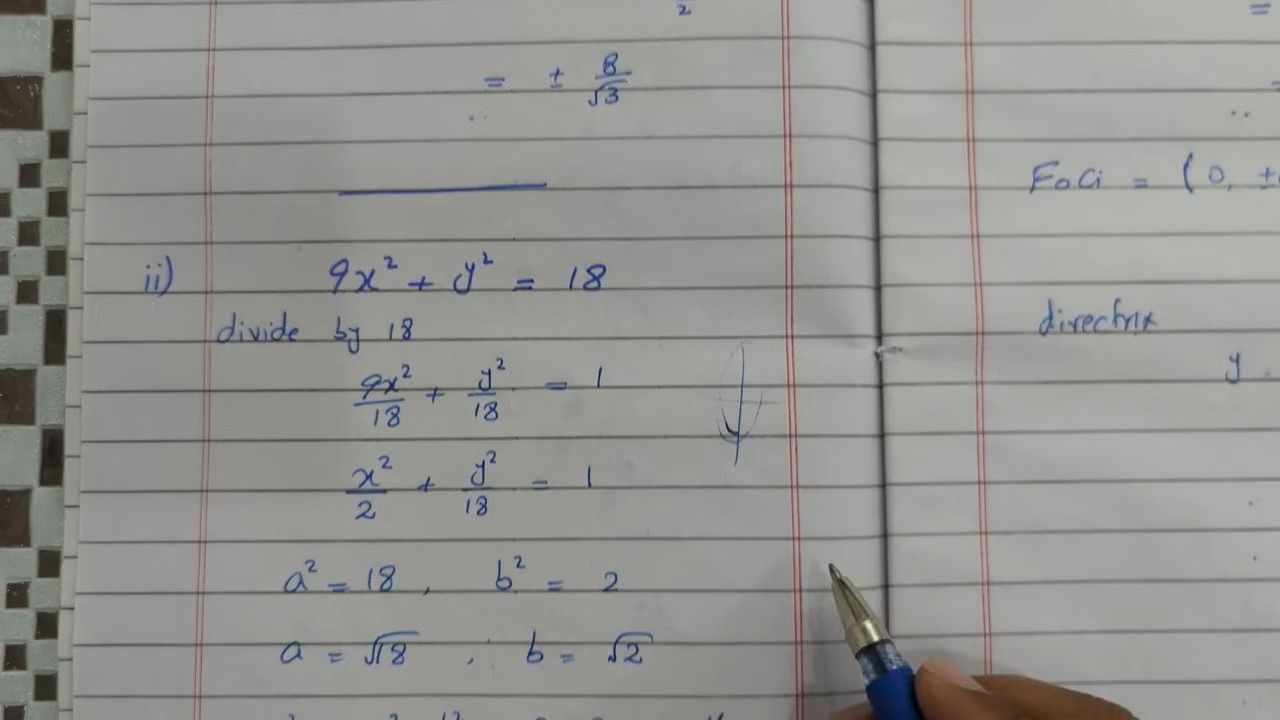 2
= ± 8/√3
ii) 9x² + y² = 18
divide by 18
9x²/18 + y²/18 = 1
x²/2 + y²/18 = 1
a² = 18 , b² = 2
a = √18 , b = √2
=
Foci = (0, ±
directrix
y